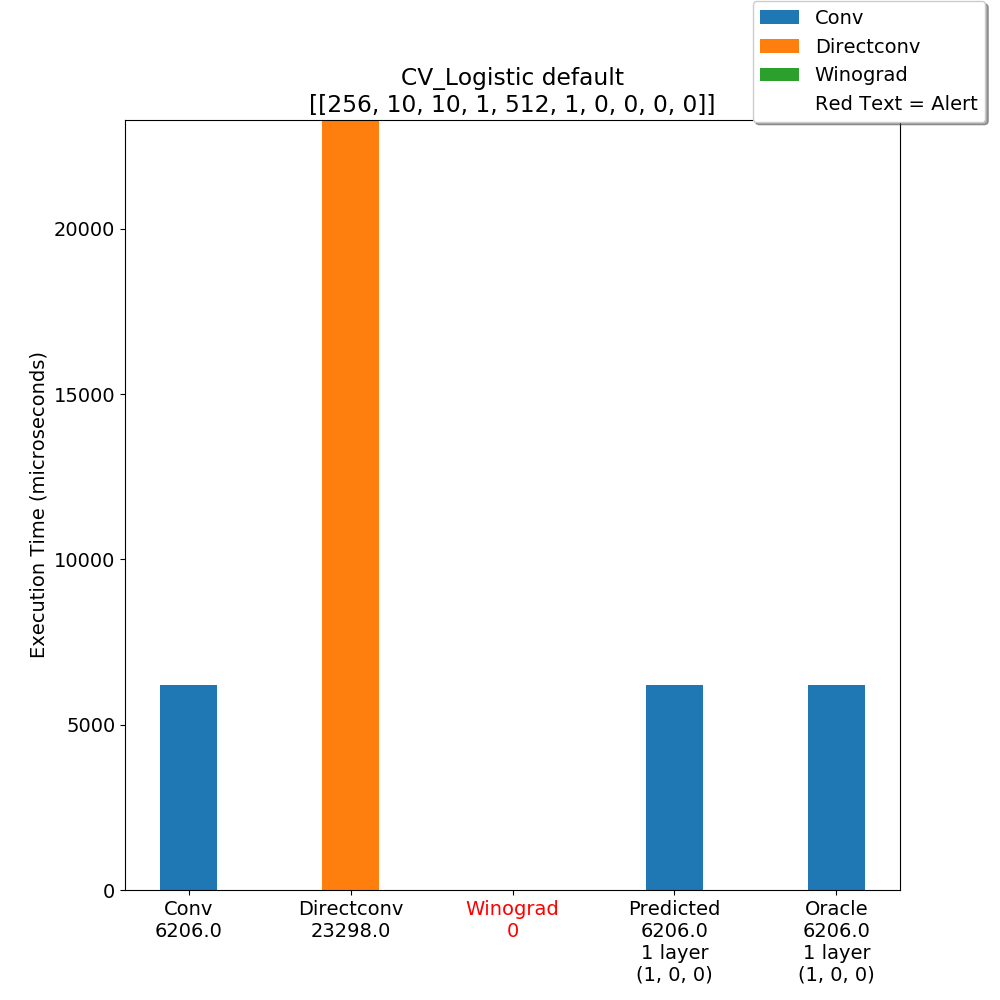 Conv
Directconv
Winograd
Red Text = Alert
CV_Logistic default
[[256, 10, 10, 1, 512, 1, 0, 0, 0, 0]]
Execution Time (microseconds)
20000
15000
10000
5000
0
Conv
6206.0
Directconv
23298.0
Winograd
0
Predicted
6206.0
1 layer
(1, 0, 0)
Oracle
6206.0
1 layer
(1, 0, 0)